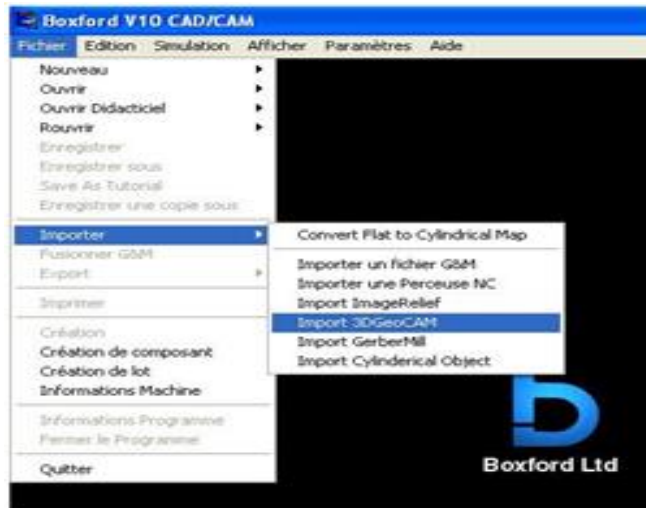 Boxford V10 CAD/CAM
Fichier Edition Simulation Afficher Paramètres Aide
Nouveau
Ouvrir
Ouvrir Didacticiel
Rouvrir
Enregistrer
Enregistrer sous
Save As Tutorial
Enregistrer une copie sous
Importer
Fusionner G&M
Export
Imprimer
Création
Création de composant
Création de lot
Informations Machine
Informations Programme
Fermer le Programme
Quitter
Convert Flat to Cylindrical Map
Importer un fichier G&M
Importer une Perceuse NC
Import ImageRelief
Import 3DGeoCAM
Import GerberMill
Import Cylinderical Object
Boxford Ltd